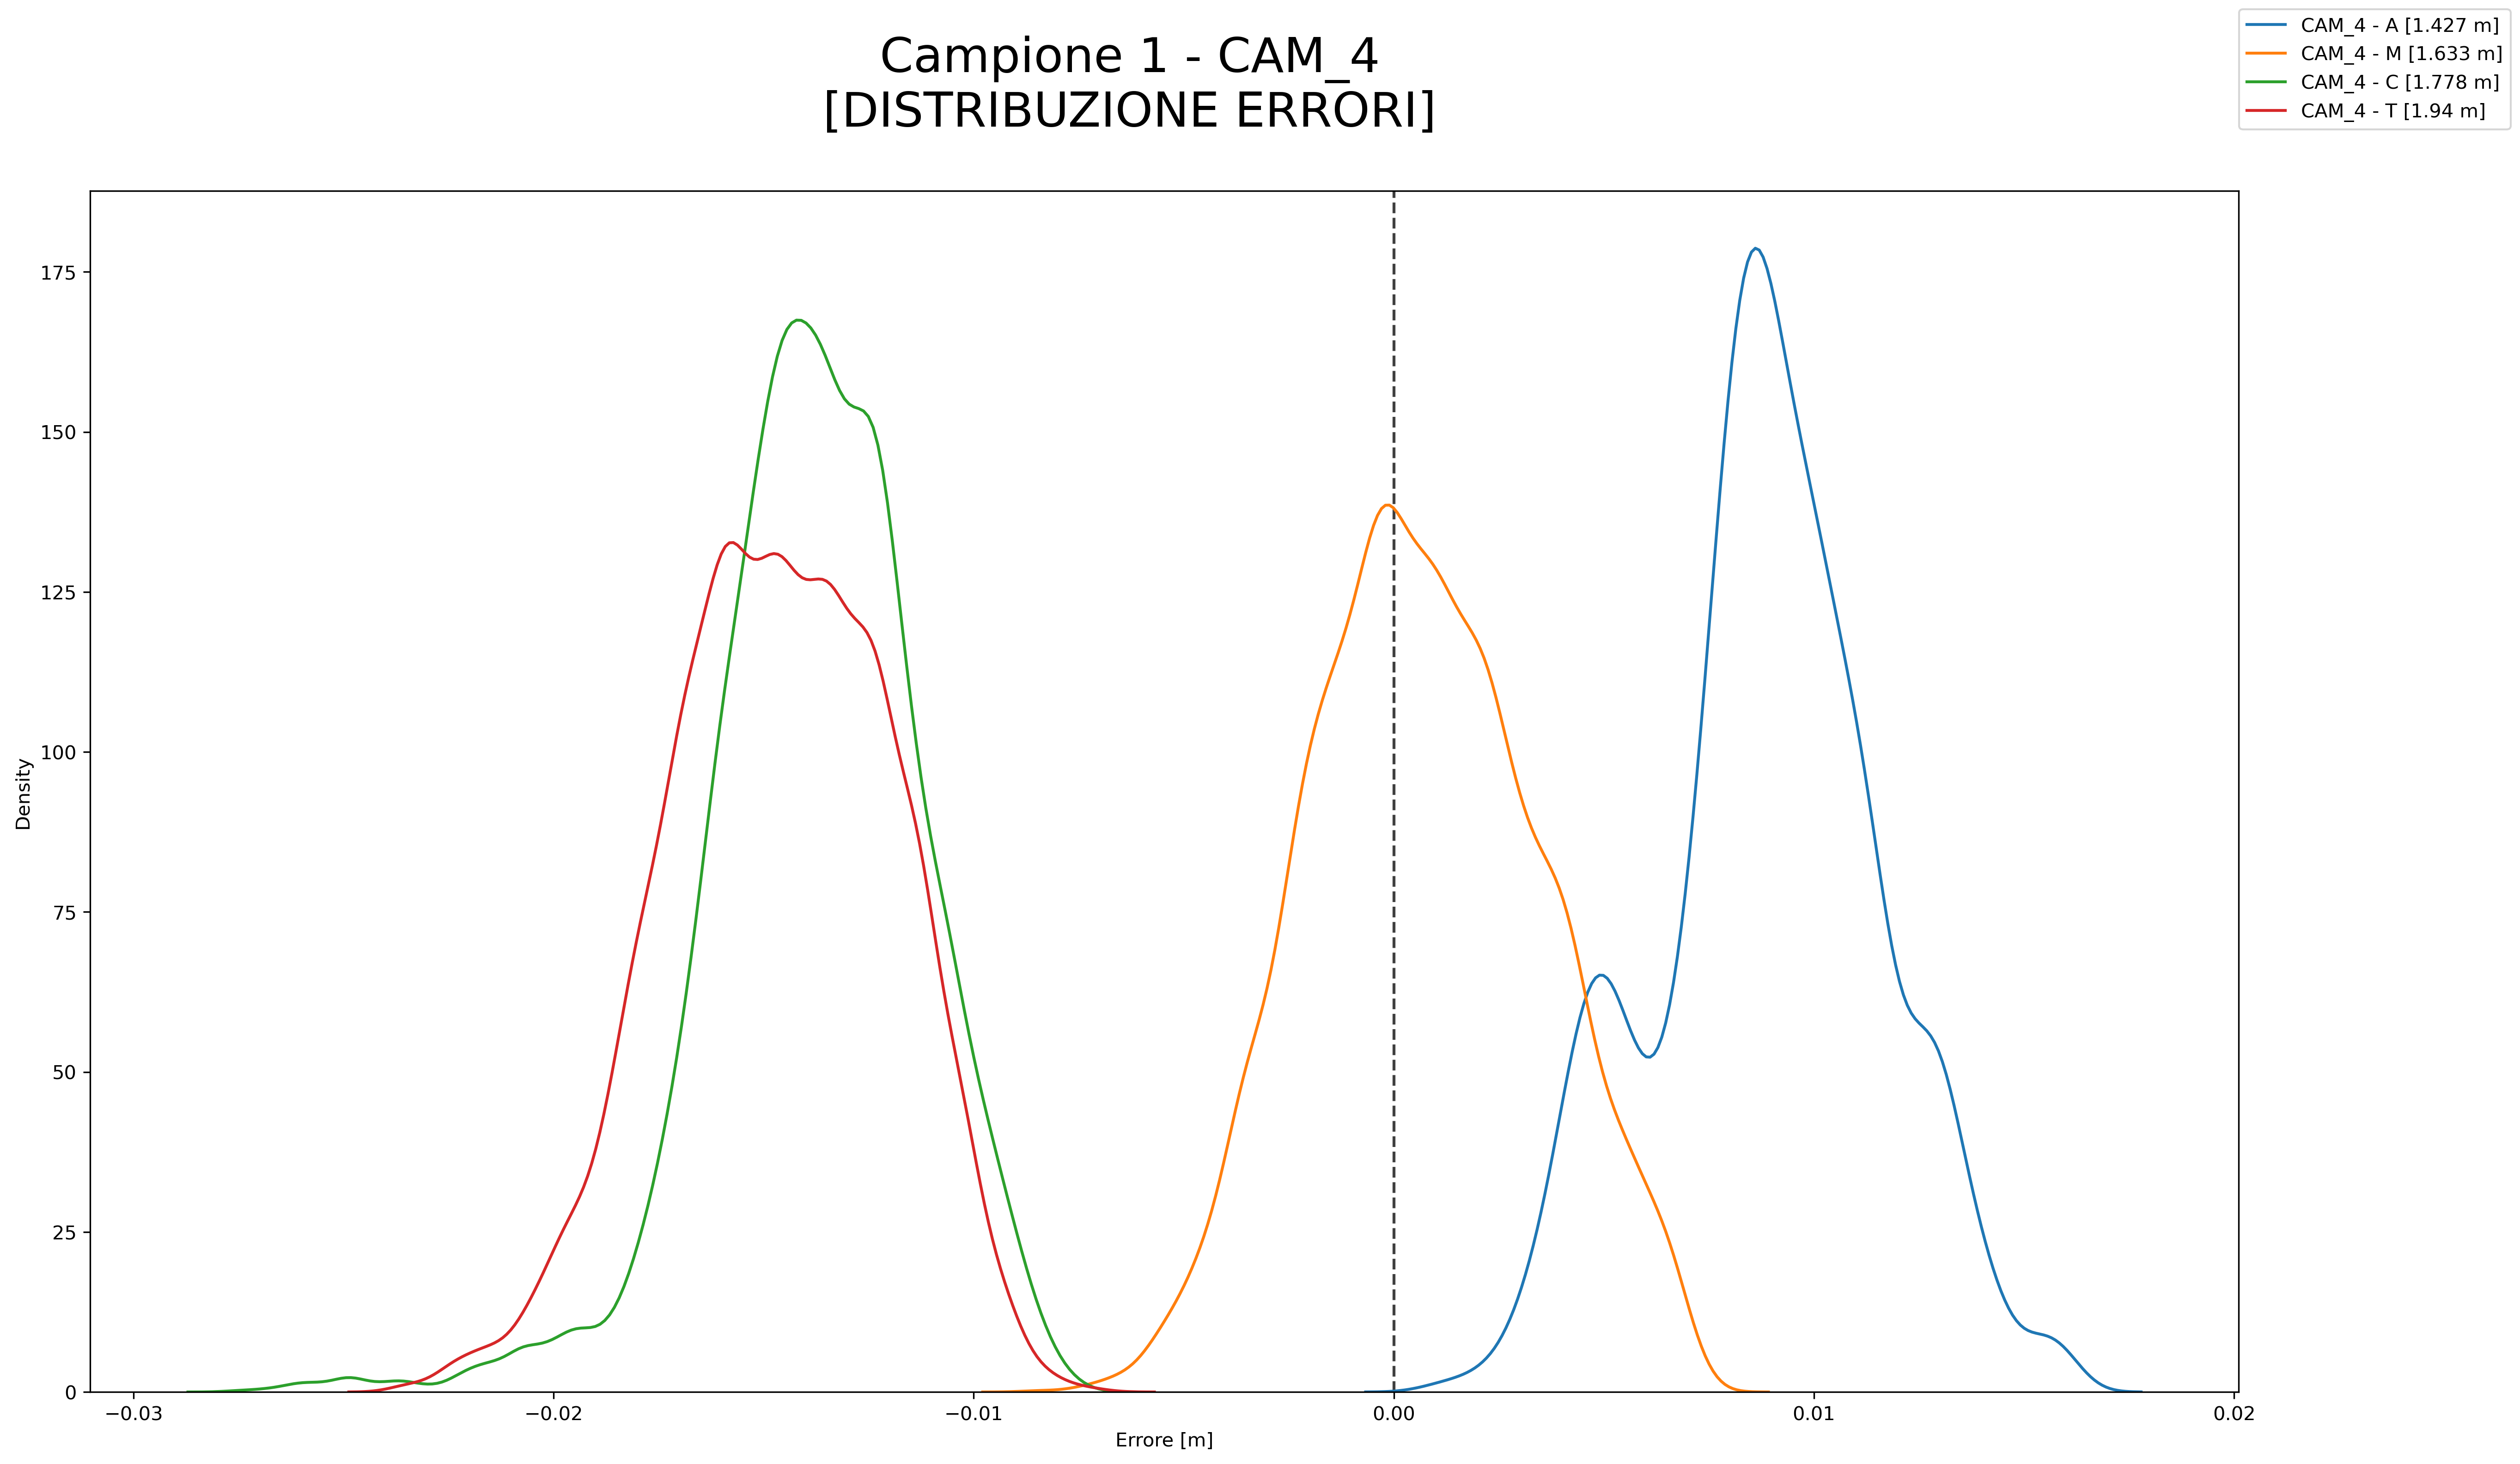 Campione 1 - CAM_4
[DISTRIBUZIONE ERRORI]
CAM_4 - A [1.427 m]
CAM_4 - M [1.633 m]
CAM_4 - C [1.778 m]
CAM_4 - T [1.94 m]
175
150
125
100
75
50
25
0
Density
−0.03
−0.02
−0.01
0.00
0.01
0.02
Errore [m]